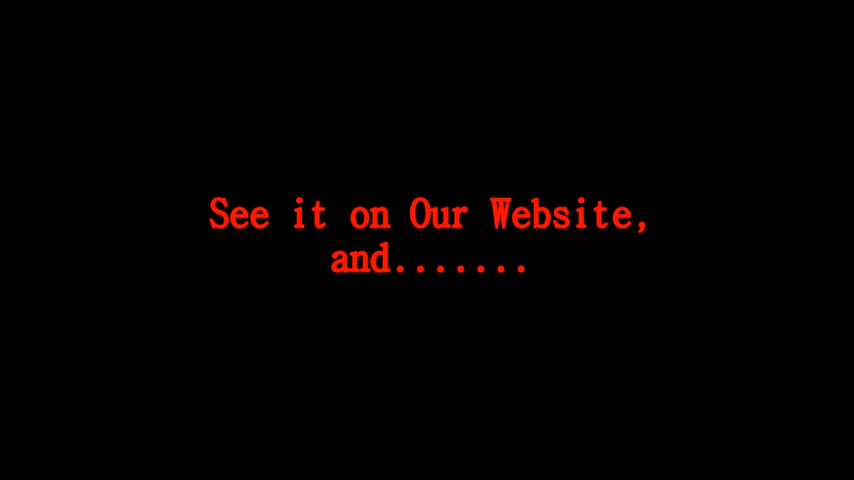 See it on Our Website,
and.......